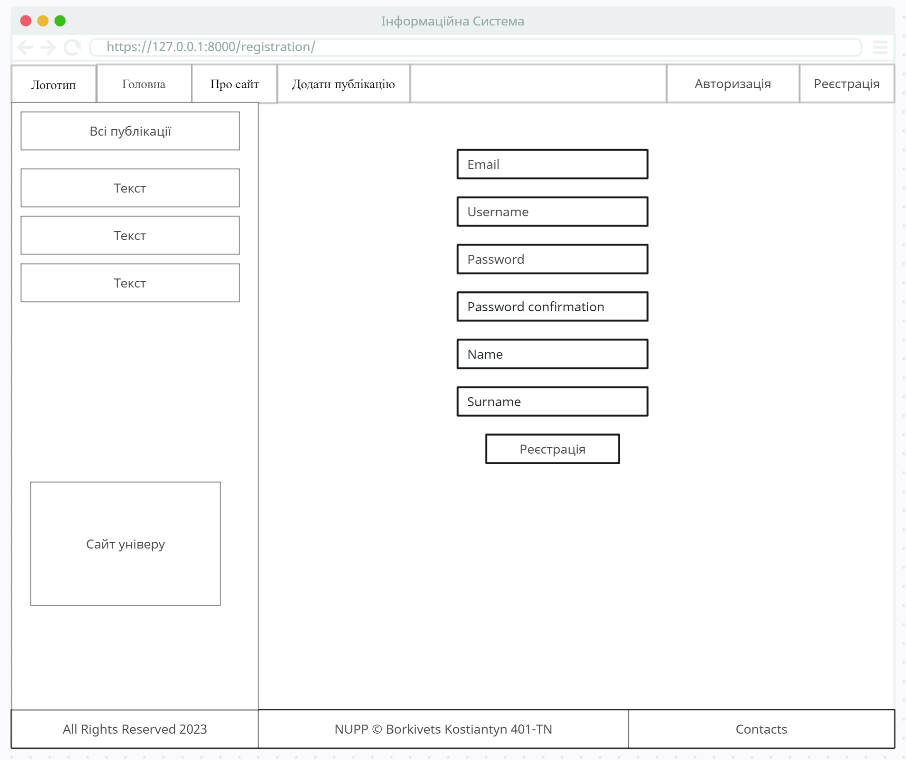 Інформаційна Система
https://127.0.0.1:8000/registration/
Логотип
Головна
Про сайт
Додати публікацію
Авторизація
Реєстрація
Всі публікації
Текст
Текст
Текст
Сайт універу
Email
Username
Password
Password confirmation
Name
Surname
Реєстрація
All Rights Reserved 2023
NUPP © Borkivets Kostiantyn 401-TN
Contacts